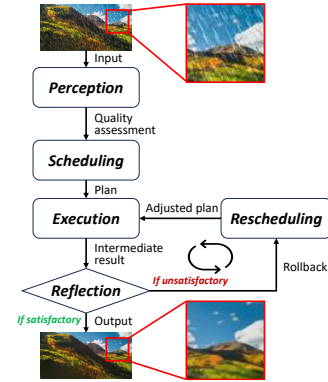 Input
Perception
Quality
assessment
Scheduling
Plan
Execution
Adjusted plan
Rescheduling
Intermediate
result
Rollback
If unsatisfactory
Reflection
If satisfactory
Output